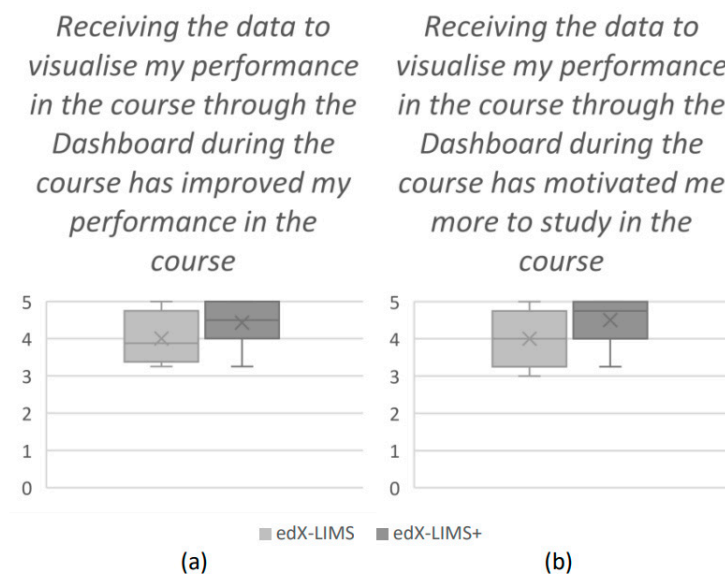 Receiving the data to
visualise my performance
in the course through the
Dashboard during the
course has improved my
performance in the
course
5
4
3
2
1
0
Receiving the data to
visualise my performance
in the course through the
Dashboard during the
course has motivated me
more to study in the
course
5
4
3
2
1
0
edX-LIMS edX-LIMS+
(a) (b)